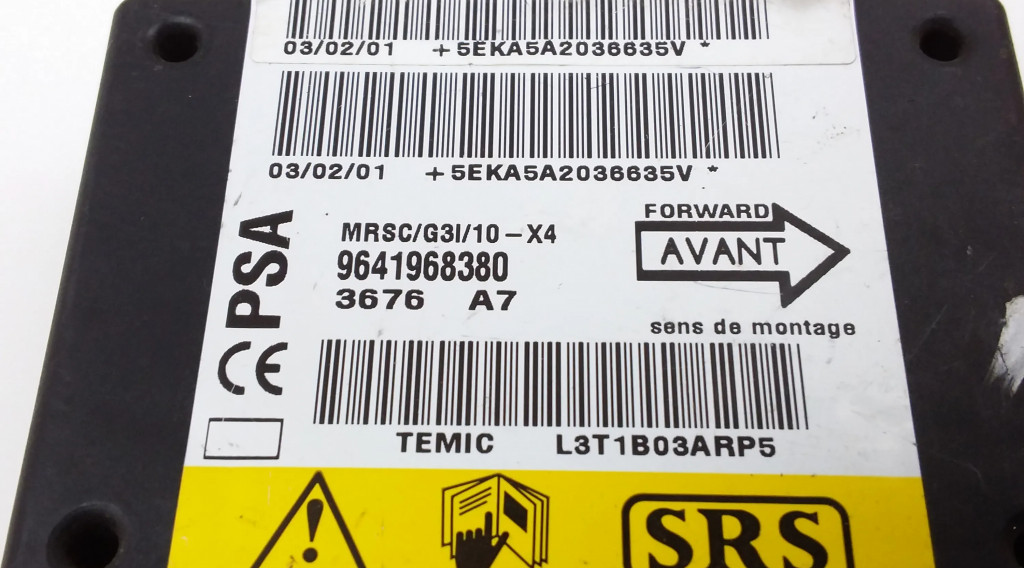 03/02/01 +5EKA5A2036635V *
03/02/01 +5EKA5A2036635V *
PSA
CE
MRSC/G3I/10-X4
9641968380
3676 A7
FORWARD
AVANT
sens de montage
TEMIC L3T1B03ARP5
!
SRS